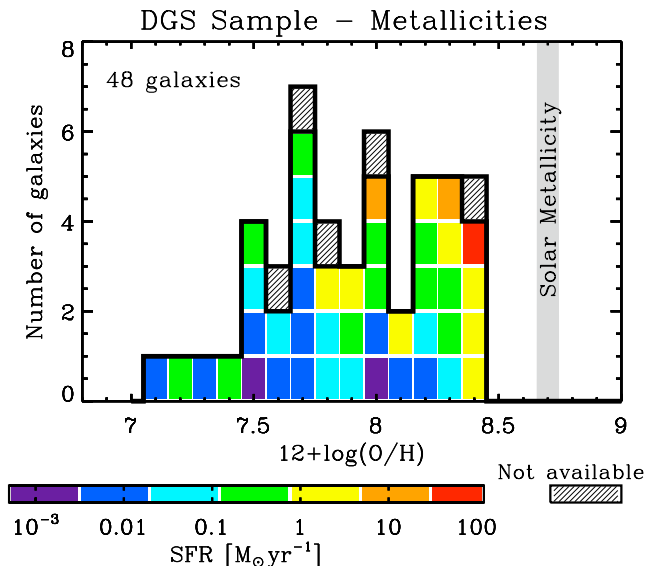 DGS Sample – Metallicities
48 galaxies
Number of galaxies
8
6
4
2
0
Solar Metallicity
7 7.5 8 8.5 9
12+log(O/H)
Not available
10⁻³ 0.01 0.1 1 10 100
SFR [M⊙yr⁻¹]